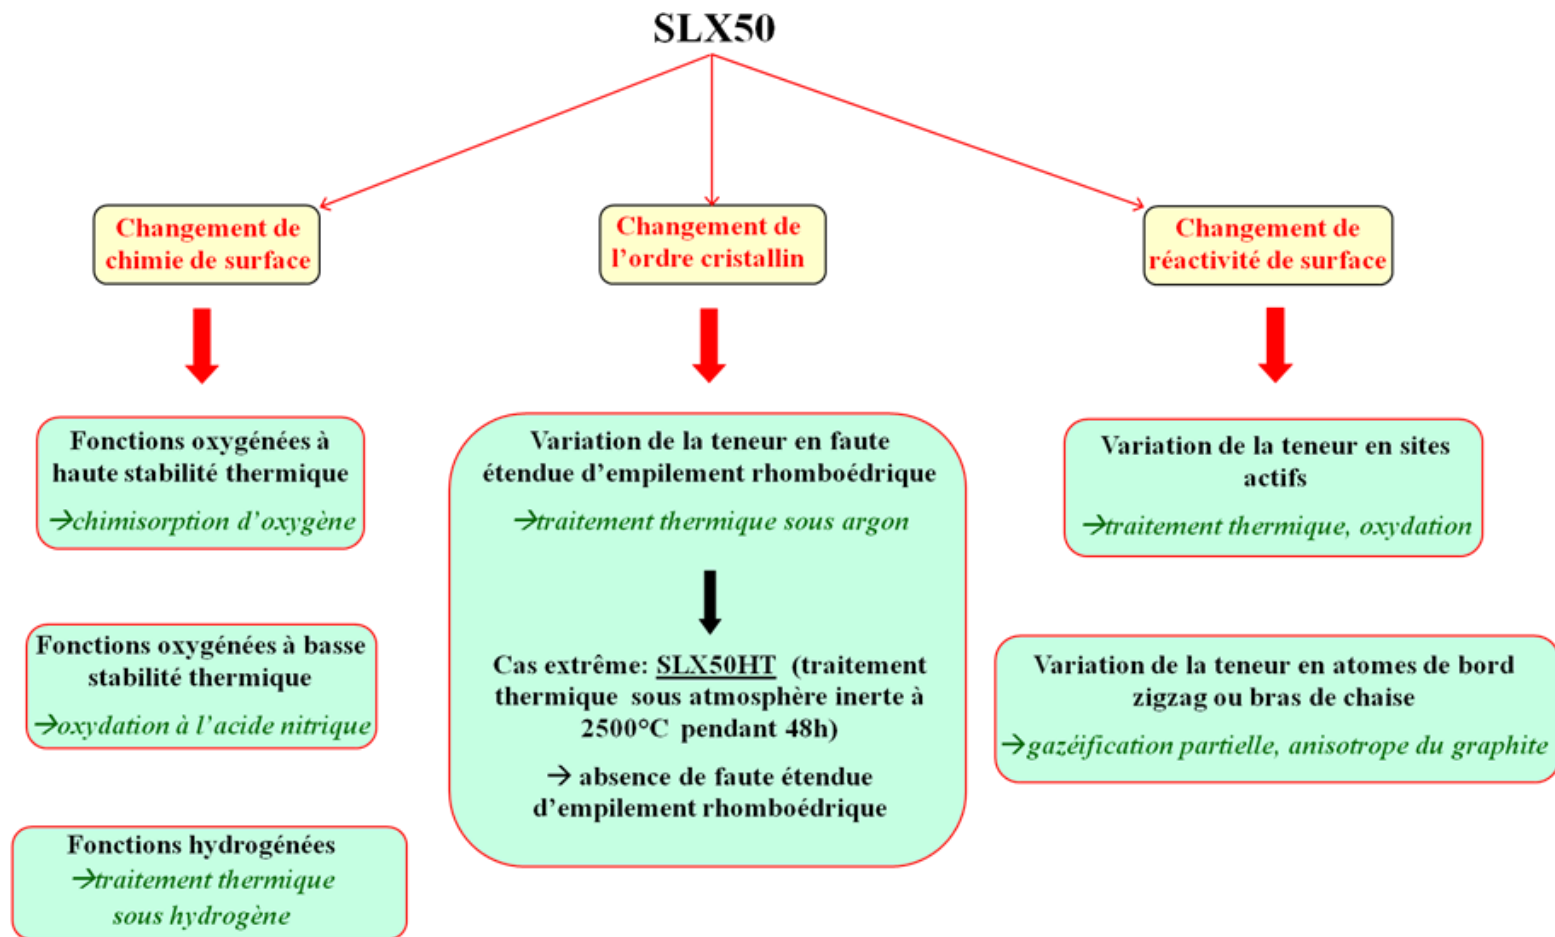 SLX50
Changement de
chimie de surface
Changement de
l’ordre cristallin
Changement de
réactivité de surface
Fonctions oxygénées à
haute stabilité thermique
→chimisorption d’oxygène
Fonctions oxygénées à basse
stabilité thermique
→oxydation à l’acide nitrique
Fonctions hydrogénées
→traitement thermique
sous hydrogène
Variation de la teneur en faute
étendue d’empilement rhomboédrique
→traitement thermique sous argon
Cas extrême: SLX50HT (traitement
thermique sous atmosphère inerte à
2500°C pendant 48h)
→ absence de faute étendue
d’empilement rhomboédrique
Variation de la teneur en sites
actifs
→traitement thermique, oxydation
Variation de la teneur en atomes de bord
zigzag ou bras de chaise
→gazéification partielle, anisotrope du graphite